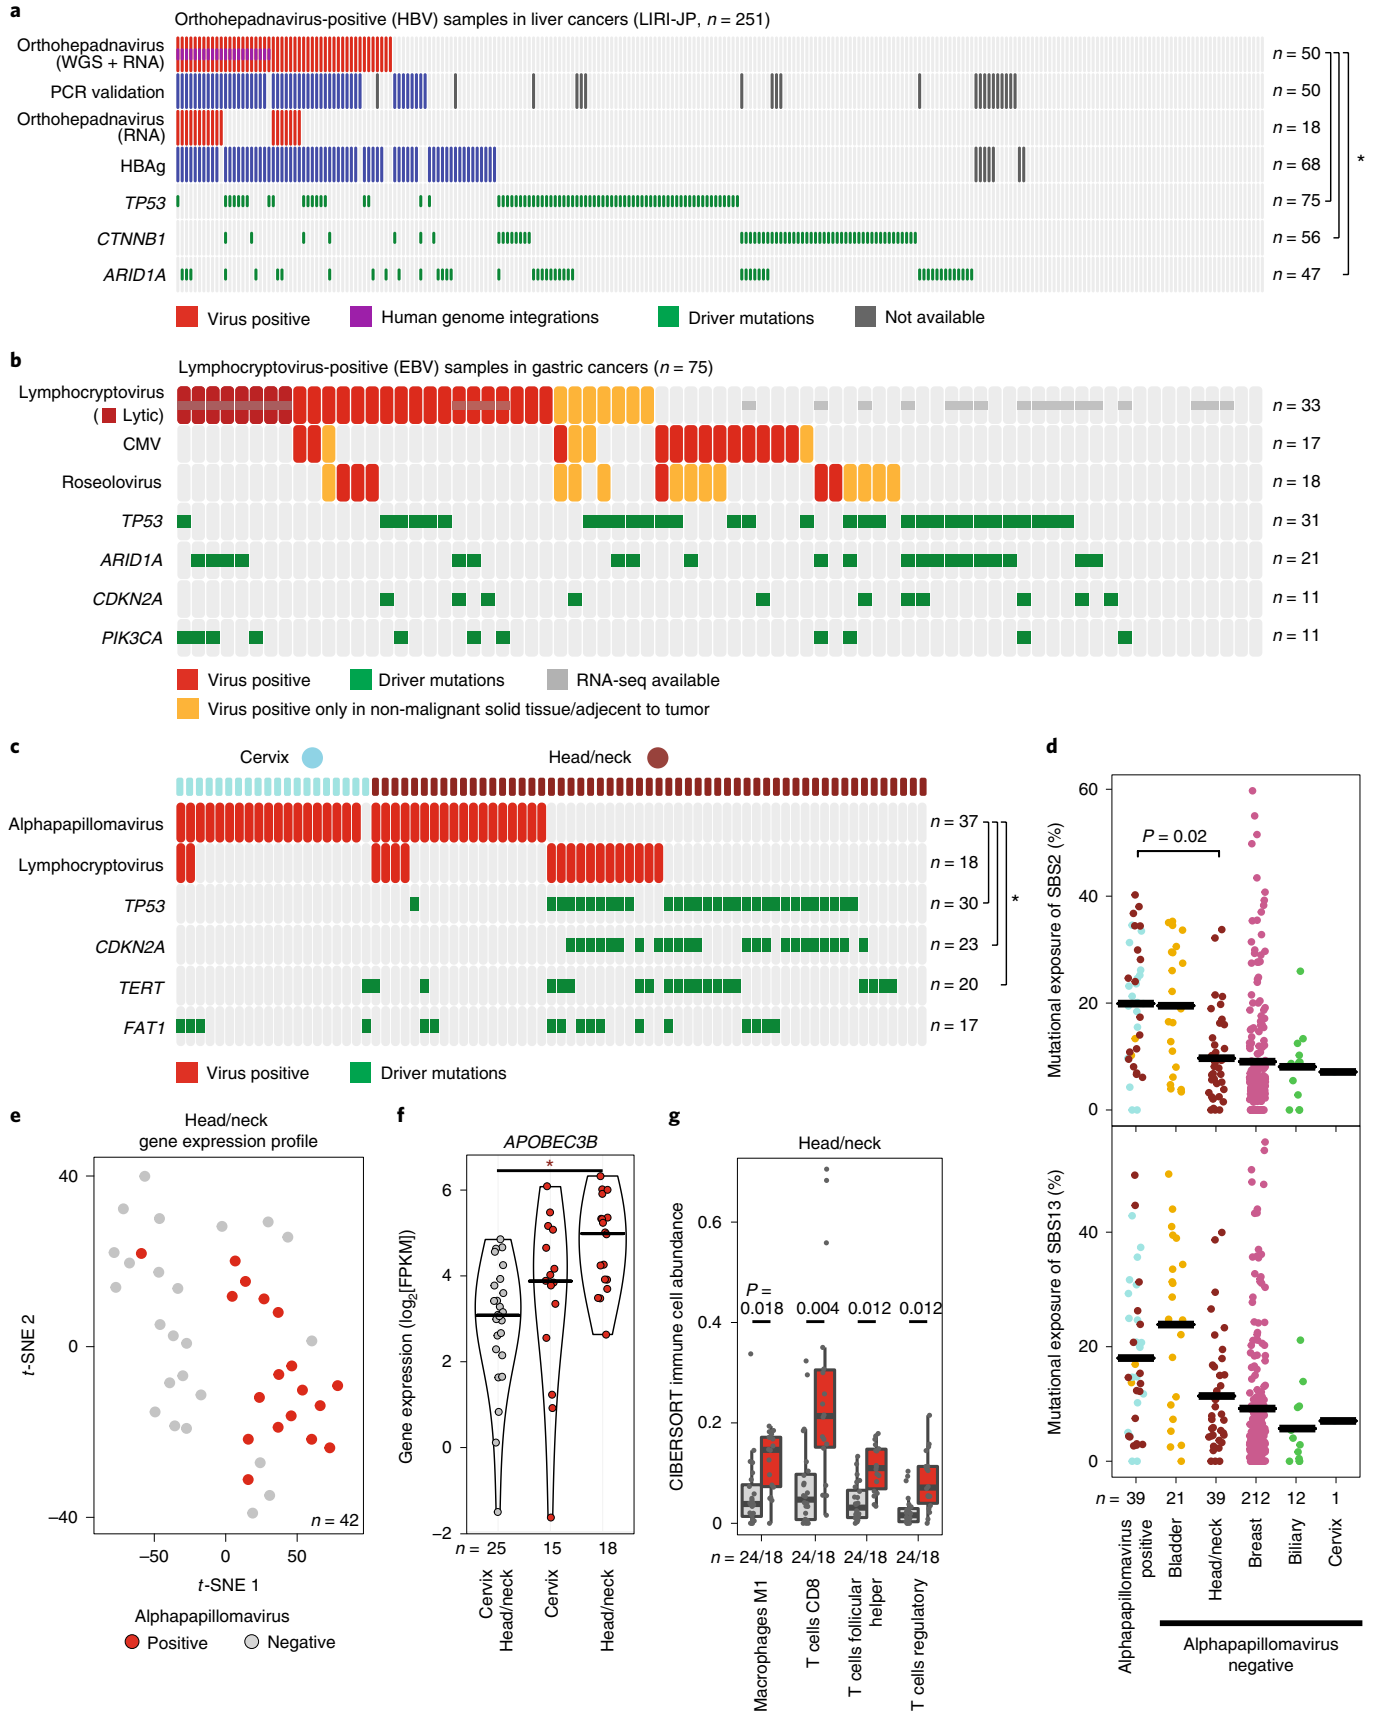 a
Orthohepadnavirus-positive (HBV) samples in liver cancers (LIRI-JP, n = 251)
Orthohepadnavirus
(WGS + RNA)
n = 50
PCR validation
n = 50
Orthohepadnavirus
(RNA)
n = 18
HBAg
n = 68
*
TP53
n = 75
CTNNB1
n = 56
ARID1A
n = 47
Virus positive
Human genome integrations
Driver mutations
Not available
b
Lymphocryptovirus-positive (EBV) samples in gastric cancers (n = 75)
Lymphocryptovirus
( Lytic)
n = 33
CMV
n = 17
Roseolovirus
n = 18
TP53
n = 31
ARID1A
n = 21
CDKN2A
n = 11
PIK3CA
n = 11
Virus positive
Driver mutations
RNA-seq available
Virus positive only in non-malignant solid tissue/adjacent to tumor
c
Cervix
Head/neck
Alphapapillomavirus
n = 37
Lymphocryptovirus
n = 18
TP53
n = 30
*
CDKN2A
n = 23
TERT
n = 20
FAT1
n = 17
Virus positive
Driver mutations
d
Mutational exposure of SBS2 (%)
60
40
20
0
P = 0.02
Mutational exposure of SBS13 (%)
40
20
0
n = 39 21 39 212 12 1
Alphapapillomavirus
positive
Bladder
Head/neck
Breast
Biliary
Cervix
Alphapapillomavirus
negative
e
Head/neck
gene expression profile
t-SNE 2
40
0
−40
n = 42
−50 0 50
t-SNE 1
Alphapapillomavirus
Positive
Negative
f
APOBEC3B
*
Gene expression (log2[FPKM])
6
4
2
0
−2
n = 25 15 18
Cervix
Head/neck
Cervix
Head/neck
g
Head/neck
CIBERSORT immune cell abundance
0.6
0.4
0.2
0
P =
0.018 0.004 0.012 0.012
n = 24/18 24/18 24/18 24/18
Macrophages M1
T cells CD8
T cells follicular
helper
T cells regulatory